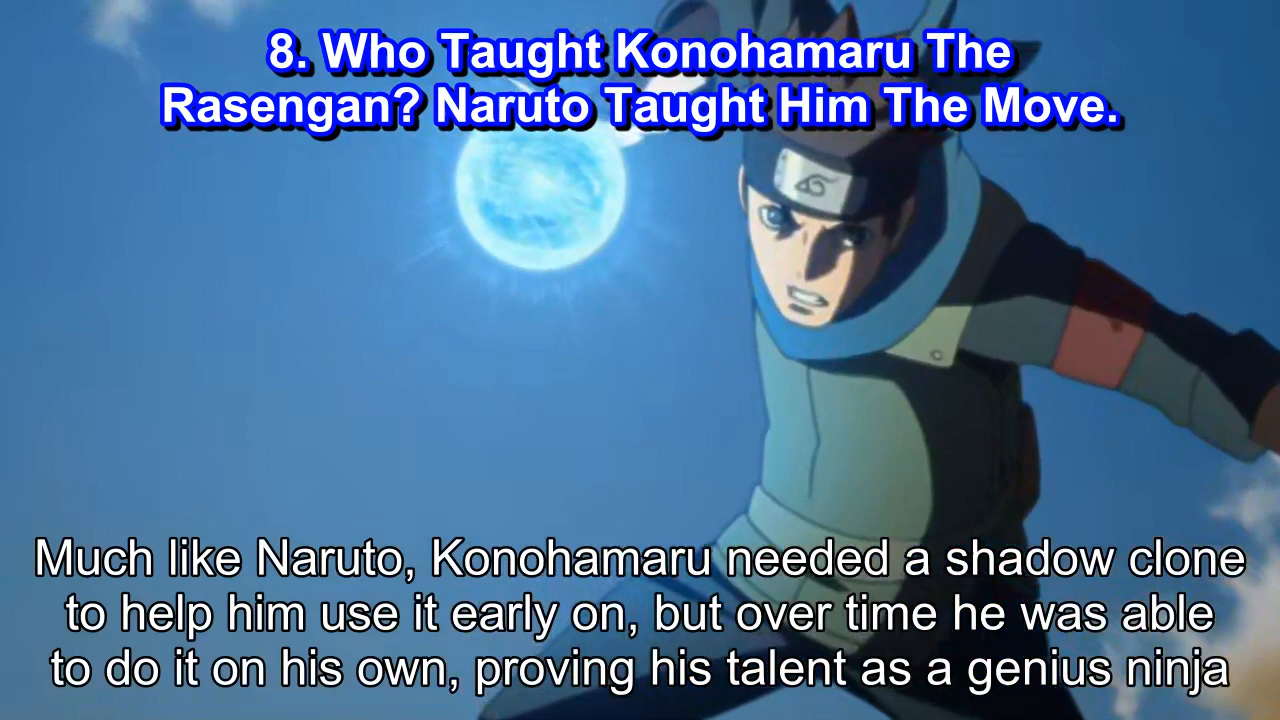 8. Who Taught Konohamaru The
Rasengan? Naruto Taught Him The Move.
Much like Naruto, Konohamaru needed a shadow clone
to help him use it early on, but over time he was able
to do it on his own, proving his talent as a genius ninja